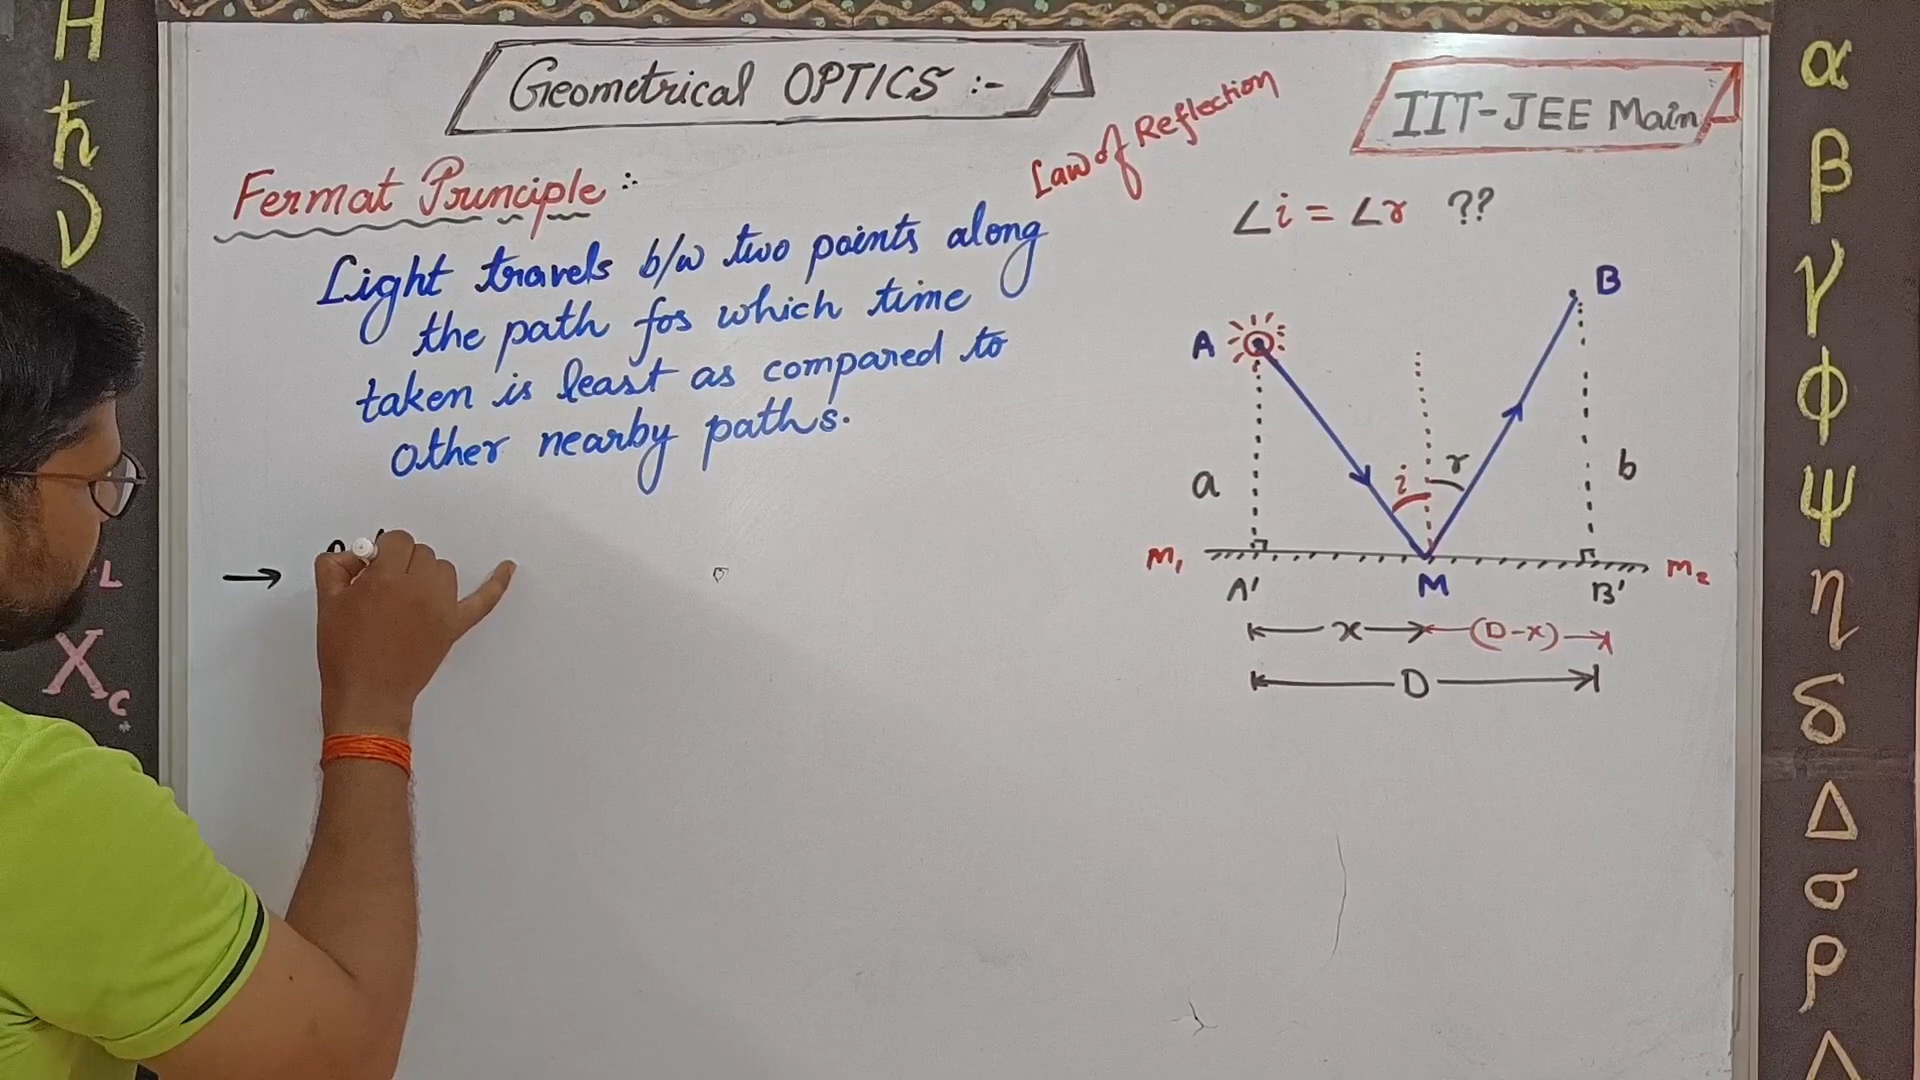 H
ħ
ν
L
X_C
Geometrical OPTICS :-
IIT-JEE Main
Law of Reflection
Fermat Principle :
∠i = ∠r ??
Light travels b/w two points along
the path for which time
taken is least as compared to
other nearby paths.
→
A
B
a
i
r
b
M₁
M₂
A'
M
B'
x
(D-x)
D
α
β
γ
ϕ
ψ
η
δ
Δ
σ
ρ